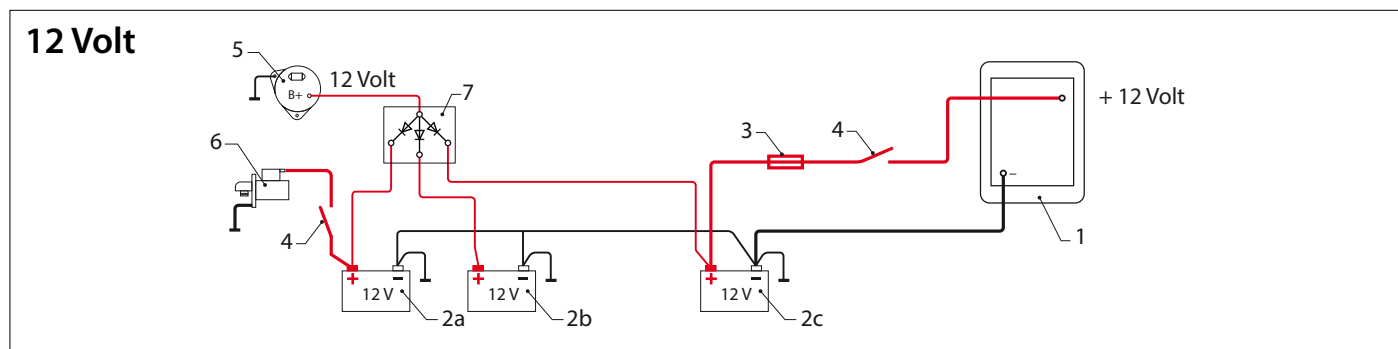 12 Volt
5
12 Volt
B+
7
+ 12 Volt
3
4
6
–
4
1
+ –
12 V
+ –
12 V
+ –
12 V
2a
2b
2c